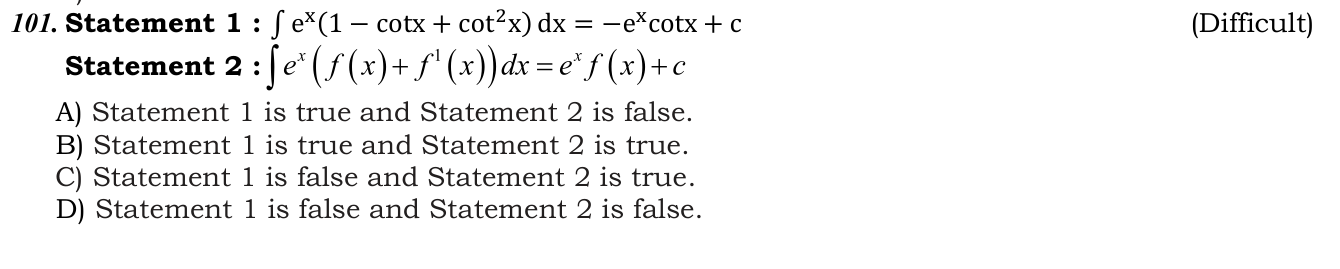 101. Statement 1 : ∫ eˣ(1 − cotx + cot²x) dx = −eˣcotx + c (Difficult)
Statement 2 : ∫eˣ(f(x)+ f¹(x))dx = eˣ f(x)+c
A) Statement 1 is true and Statement 2 is false.
B) Statement 1 is true and Statement 2 is true.
C) Statement 1 is false and Statement 2 is true.
D) Statement 1 is false and Statement 2 is false.